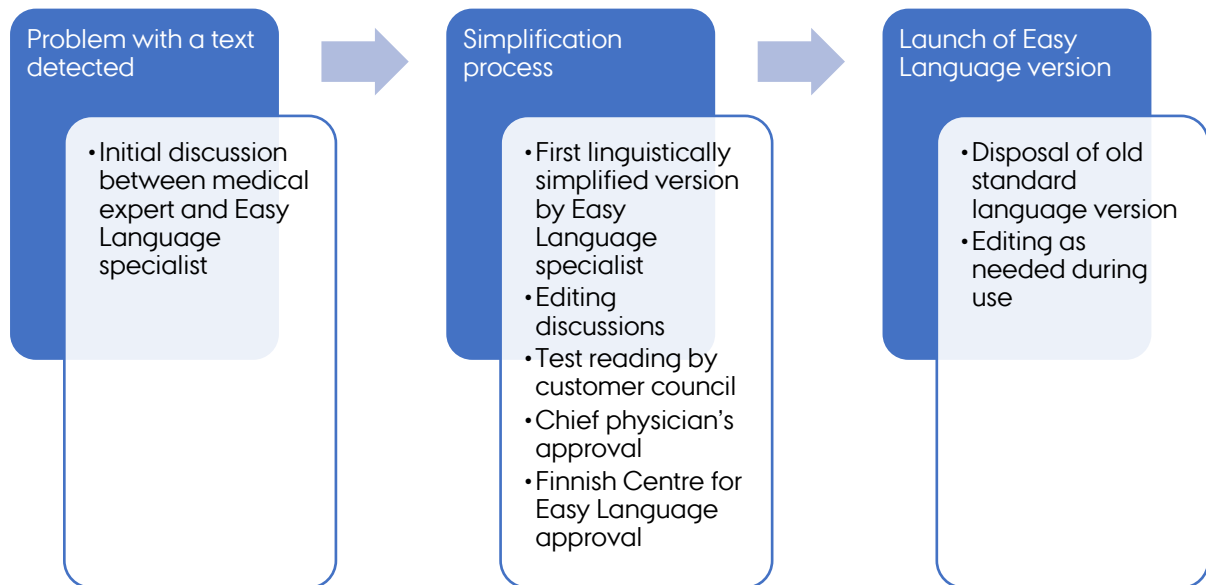 Problem with a text
detected
•Initial discussion
between medical
expert and Easy
Language
specialist
Simplification
process
•First linguistically
simplified version
by Easy
Language
specialist
•Editing
discussions
•Test reading by
customer council
•Chief physician’s
approval
•Finnish Centre for
Easy Language
approval
Launch of Easy
Language version
•Disposal of old
standard
language version
•Editing as
needed during
use